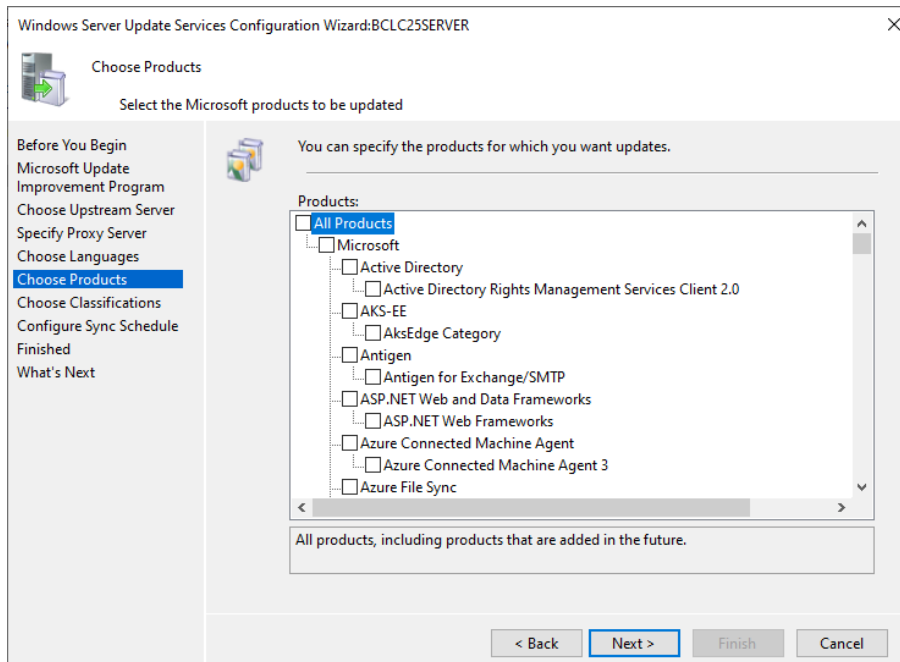 Windows Server Update Services Configuration Wizard:BCLC25SERVER
Choose Products
Select the Microsoft products to be updated
Before You Begin
Microsoft Update
Improvement Program
Choose Upstream Server
Specify Proxy Server
Choose Languages
Choose Products
Choose Classifications
Configure Sync Schedule
Finished
What's Next
You can specify the products for which you want updates.
Products:
All Products
Microsoft
Active Directory
Active Directory Rights Management Services Client 2.0
AKS-EE
AksEdge Category
Antigen
Antigen for Exchange/SMTP
ASP.NET Web and Data Frameworks
ASP.NET Web Frameworks
Azure Connected Machine Agent
Azure Connected Machine Agent 3
Azure File Sync
All products, including products that are added in the future.
< Back
Next >
Finish
Cancel